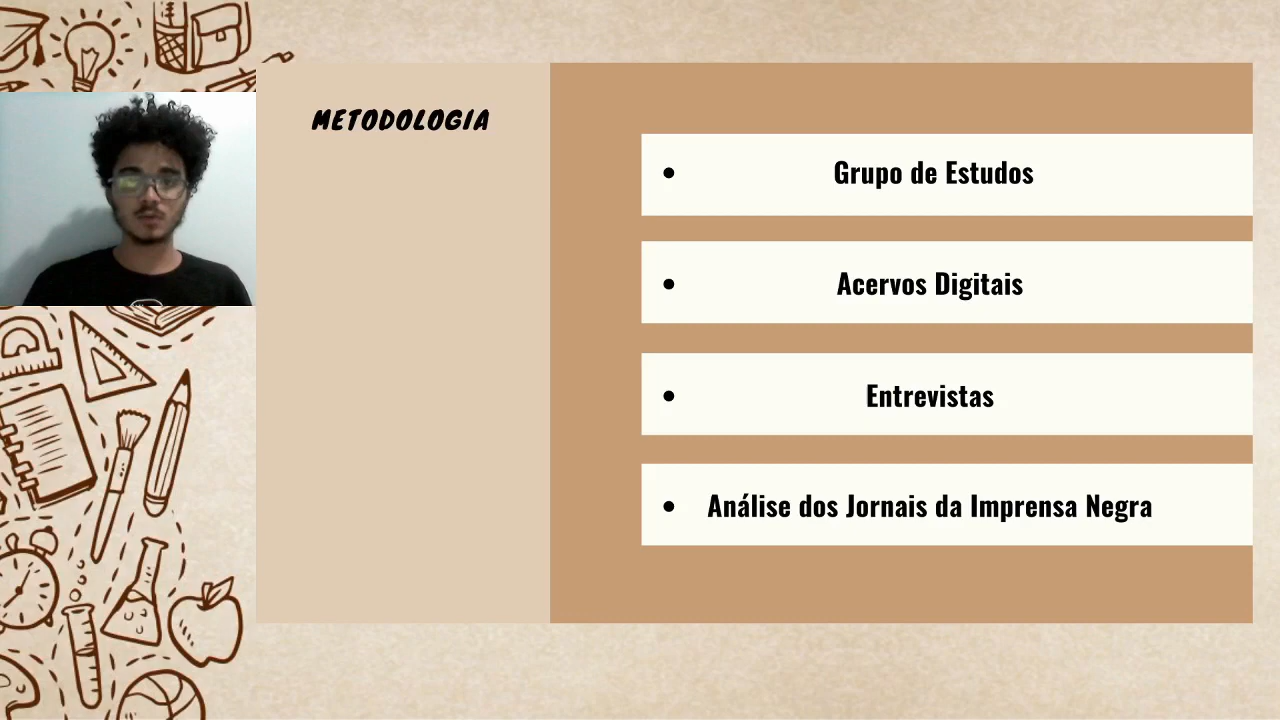 METODOLOGIA
• Grupo de Estudos
• Acervos Digitais
• Entrevistas
• Análise dos Jornais da Imprensa Negra